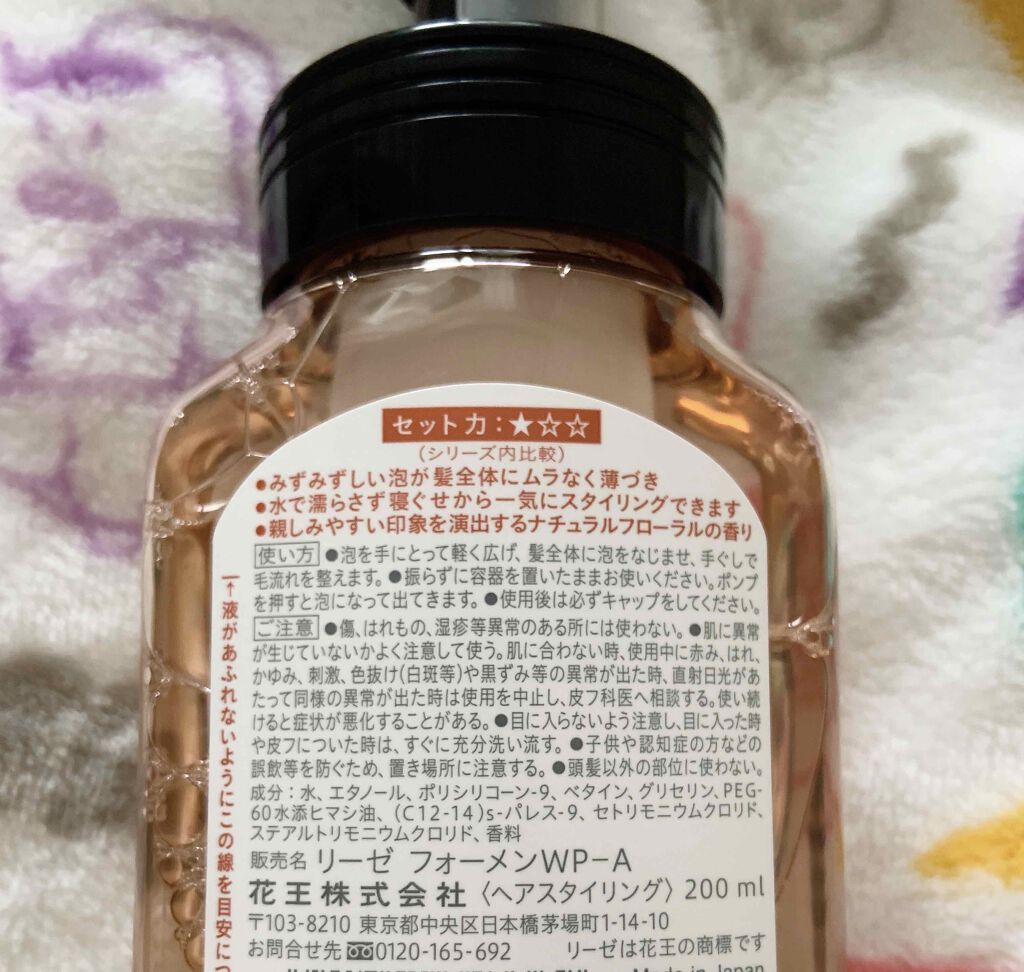 セット力:★☆☆
(シリーズ内比較)
●みずみずしい泡が髪全体にムラなく薄づき
●水で濡らさず寝ぐせから一気にスタイリングできます
●親しみやすい印象を演出するナチュラルフローラルの香り
使い方 ●泡を手にとって軽く広げ、髪全体に泡をなじませ、手ぐしで
毛流れを整えます。●振らずに容器を置いたままお使いください。ポンプ
を押すと泡になって出てきます。●使用後は必ずキャップをしてください。
ご注意 ●傷、はれもの、湿疹等異常のある所には使わない。●肌に異常
が生じていないかよく注意して使う。肌に合わない時、使用中に赤み、はれ、
かゆみ、刺激、色抜け(白斑等)や黒ずみ等の異常が出た時、直射日光があ
たって同様の異常が出た時は使用を中止し、皮フ科医へ相談する。使い続
けると症状が悪化することがある。●目に入らないよう注意し、目に入った時
や皮フについた時は、すぐに充分洗い流す。●子供や認知症の方などの
誤飲等を防ぐため、置き場所に注意する。●頭髪以外の部位に使わない。
成分:水、エタノール、ポリシリコーン-9、ベタイン、グリセリン、PEG-
60水添ヒマシ油、(C12-14)s-パレス-9、セトリモニウムクロリド、
ステアルトリモニウムクロリド、香料
販売名 リーゼ フォーメンWP-A
花王株式会社〈ヘアスタイリング〉200 ml
〒103-8210 東京都中央区日本橋茅場町1-14-10
お問合せ先 0120-165-692 リーゼは花王の商標です
Made in Japan
↑液があふれないようにこの線を目安につ